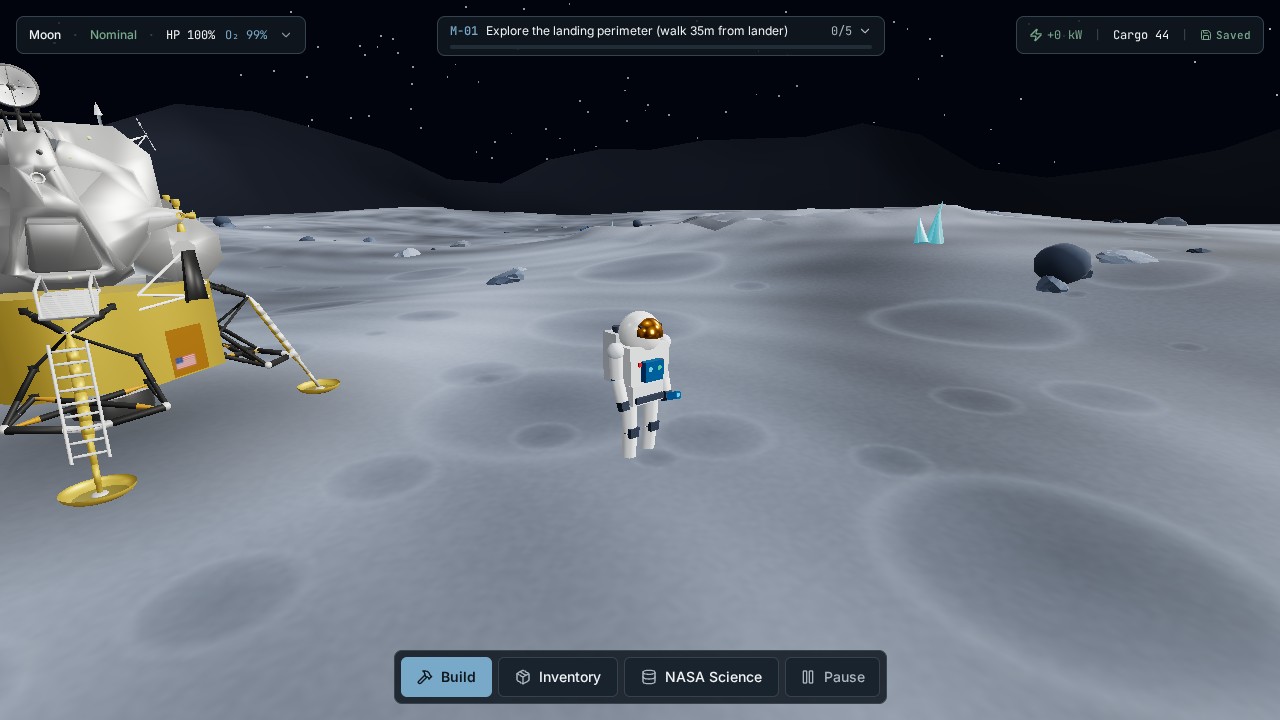 Moon · Nominal · HP 100% O₂ 99%
M-01 Explore the landing perimeter (walk 35m from lander) 0/5
+0 kW | Cargo 44 | Saved
Build
Inventory
NASA Science
Pause